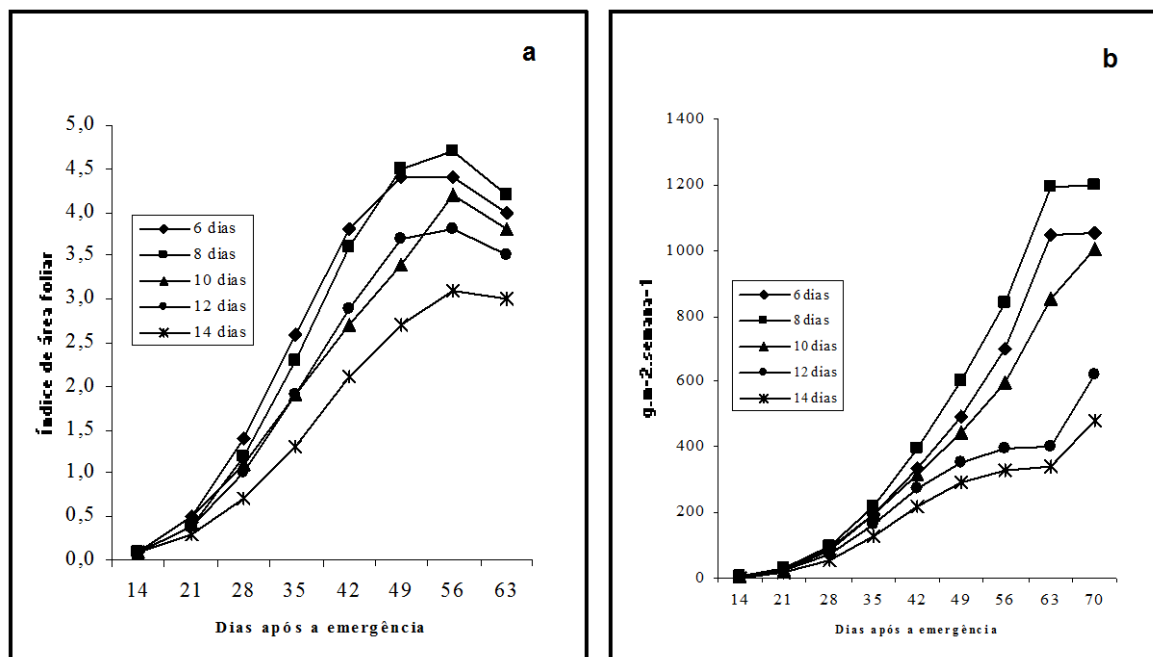 a
Índice de área foliar
5,0
4,5
4,0
3,5
3,0
2,5
2,0
1,5
1,0
0,5
0,0
6 dias
8 dias
10 dias
12 dias
14 dias
14 21 28 35 42 49 56 63
Dias após a emergência
b
g.m-2.semana-1
1400
1200
1000
800
600
400
200
0
6 dias
8 dias
10 dias
12 dias
14 dias
14 21 28 35 42 49 56 63 70
Dias após a emergência